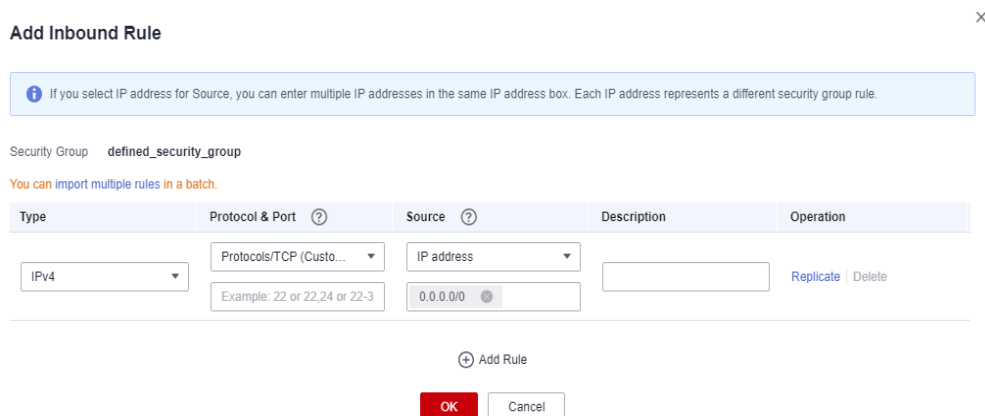 Add Inbound Rule
If you select IP address for Source, you can enter multiple IP addresses in the same IP address box. Each IP address represents a different security group rule.
Security Group defined_security_group
You can import multiple rules in a batch.
Type Protocol & Port Source Description Operation
Protocols/TCP (Custo... IP address
IPv4 Replicate Delete
Example: 22 or 22,24 or 22-3 0.0.0.0/0
Add Rule
OK Cancel